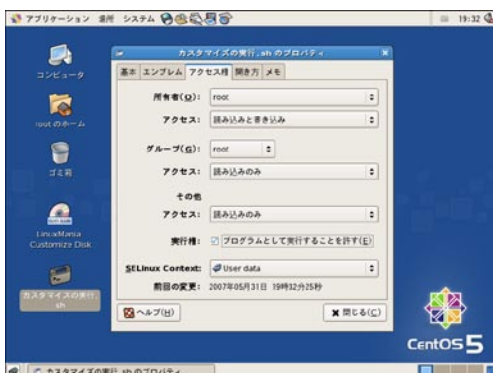 アプリケーション 場所 システム
19:32
コンピュータ
root のホーム
ゴミ箱
LinuxMania
Customize Disk
カスタマイズの実行.
sh
カスタマイズの実行.sh のプロパティ
基本 エンブレム アクセス権 開き方 メモ
所有者(O): root
アクセス: 読み込みと書き込み
グループ(G): root
アクセス: 読み込みのみ
その他
アクセス: 読み込みのみ
実行権: プログラムとして実行することを許す(E)
SELinux Context: User data
前回の変更: 2007年05月31日 19時32分25秒
ヘルプ(H) 閉じる(C)
CentOS 5
カスタマイズの実行.sh のプロパティ